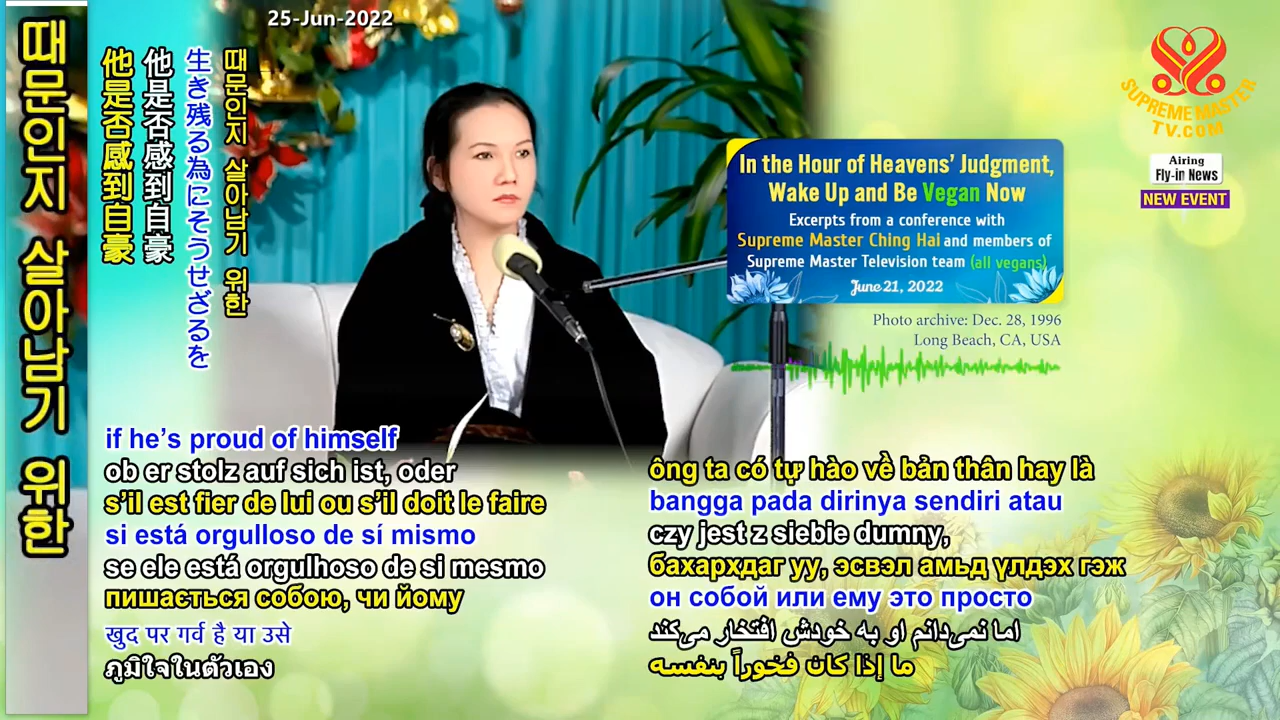 25-Jun-2022
때문인지 살아남기 위한
他是否感到自豪
他是否感到自豪
生き残る為にそうせざるを
때문인지 살아남기 위한
SUPREME MASTER
TV.COM
Airing
Fly-in News
NEW EVENT
In the Hour of Heavens’ Judgment,
Wake Up and Be Vegan Now
Excerpts from a conference with
Supreme Master Ching Hai and members of
Supreme Master Television team (all vegans)
June 21, 2022
Photo archive: Dec. 28, 1996
Long Beach, CA, USA
if he’s proud of himself
ob er stolz auf sich ist, oder
s’il est fier de lui ou s’il doit le faire
si está orgulloso de sí mismo
se ele está orgulhoso de si mesmo
пишається собою, чи йому
खुद पर गर्व है या उसे
ภูมิใจในตัวเอง
ông ta có tự hào về bản thân hay là
bangga pada dirinya sendiri atau
czy jest z siebie dumny,
бахархдаг уу, эсвэл амьд үлдэх гэж
он собой или ему это просто
اما نمی‌دانم او به خودش افتخار می‌کند
ما إذا كان فخوراً بنفسه